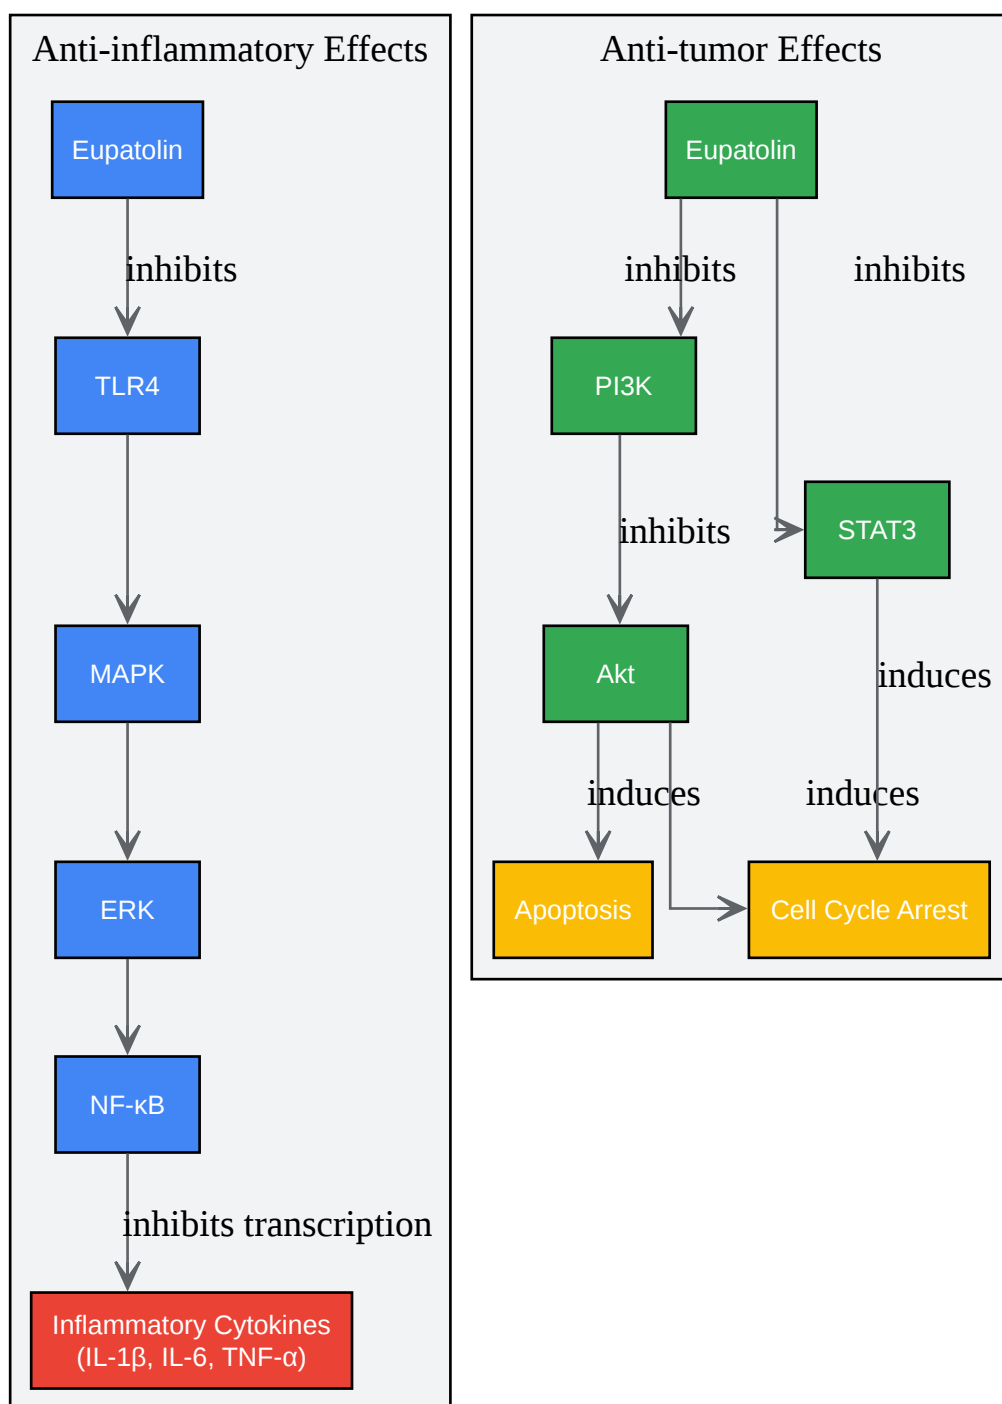 Anti-inflammatory Effects
Eupatolin
inhibits
TLR4
MAPK
ERK
NF-κB
inhibits transcription
Inflammatory Cytokines
(IL-1β, IL-6, TNF-α)
Anti-tumor Effects
Eupatolin
inhibits
inhibits
PI3K
STAT3
inhibits
Akt
induces
induces
induces
Apoptosis
Cell Cycle Arrest